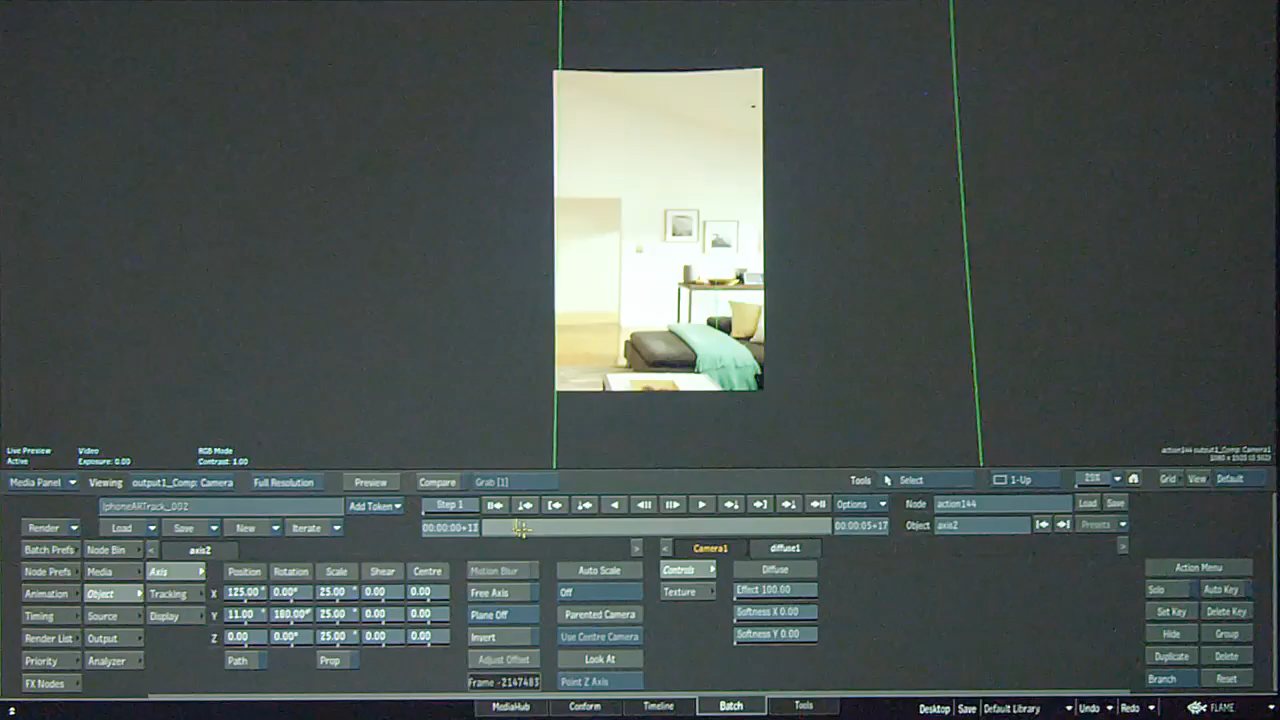 Live Preview Video RGB Mode
Active Exposure: 0.00 Contrast: 1.00
action144 output1_Comp: Camera1
Media Panel Viewing output1_Comp: Camera Full Resolution Preview Compare Grab [1] Tools Select 1-Up 25% Grid View Default
IphoneARTrack_002 Add Token Step 1 Options Node action144 Load Save
Render Load Save New Iterate 00:00:00+13 00:00:05+17 Object axis2 Presets
Batch Prefs Node Bin < axis2 > < Camera1 diffuse1 >
Node Prefs Media Axis Position Rotation Scale Shear Centre Motion Blur Auto Scale Controls Diffuse Action Menu
Animation Object Tracking X 125.00 0.00° 25.00 0.00 0.00 Free Axis Off Texture Effect 100.00 Solo Auto Key
Timing Source Display Y 11.00 180.00° 25.00 0.00 0.00 Plane Off Parented Camera Softness X 0.00 Set Key Delete Key
Render List Output Z 0.00 0.00° 25.00 0.00 0.00 Invert Use Centre Camera Softness Y 0.00 Hide Group
Priority Analyzer Path Prop Adjust Offset Look At Duplicate Delete
FX Nodes Frame -2147483 Point Z Axis Branch Reset
MediaHub Conform Timeline Batch Tools Desktop Save Default Library Undo Redo FLAME